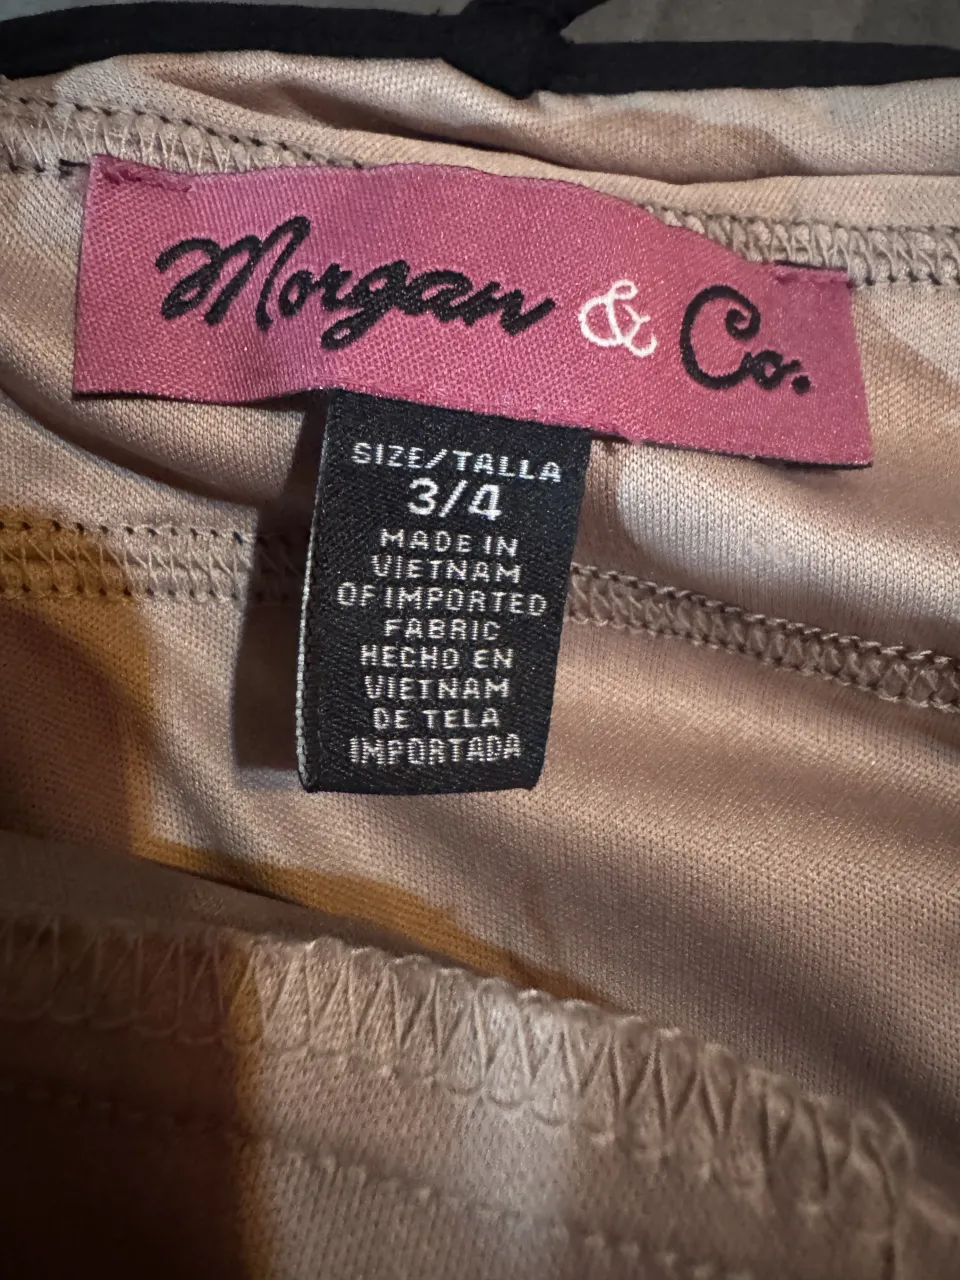 Morgan & Co.
SIZE/TALLA
3/4
MADE IN
VIETNAM
OF IMPORTED
FABRIC
HECHO EN
VIETNAM
DE TELA
IMPORTADA